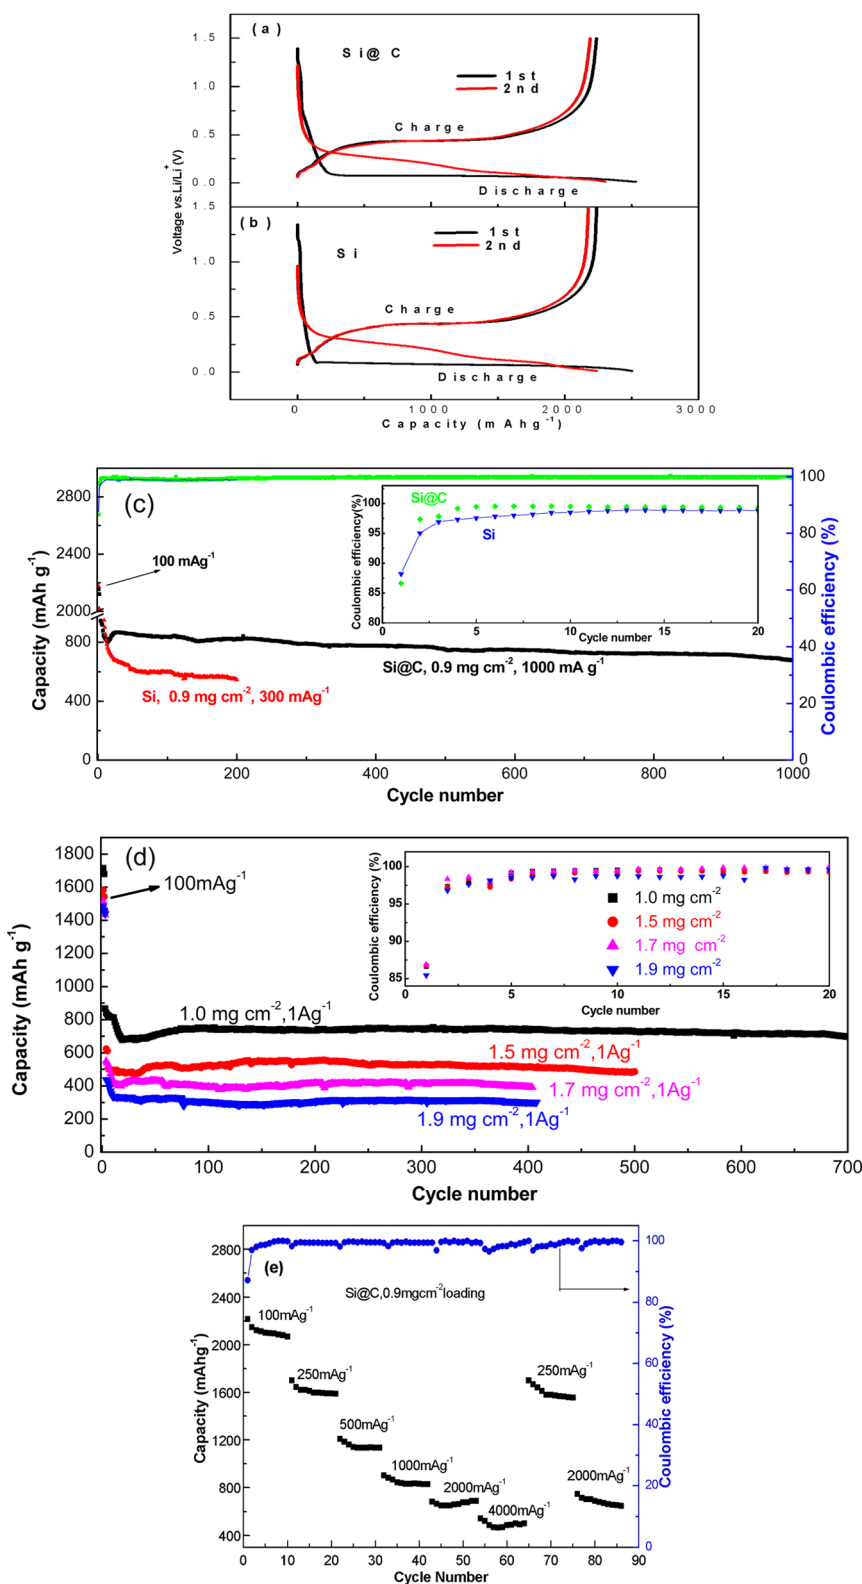 (a)
Si@ C
1st
2nd
Charge
Discharge
1.5
1.0
0.5
0.0
Voltage vs.Li/Li⁺ (V)
1.5
(b)
1st
2nd
Si
Charge
Discharge
1.0
0.5
0.0
0 1000 2000 3000
Capacity (mAhg⁻¹)
(c)
2800
2400
2000
800
600
400
0
Capacity (mAh g⁻¹)
100 mAg⁻¹
Si@C, 0.9 mg cm⁻², 1000 mA g⁻¹
Si, 0.9 mg cm⁻², 300 mAg⁻¹
Si@C
Si
100
95
90
85
80
Coulombic efficiency(%)
0 5 10 15 20
Cycle number
100
80
60
40
20
0
Coulombic efficiency (%)
0 200 400 600 800 1000
Cycle number
(d)
1800
1600
1400
1200
1000
800
600
400
200
0
Capacity (mAh g⁻¹)
100mAg⁻¹
100
95
90
85
Coulombic efficiency (%)
1.0 mg cm⁻²
1.5 mg cm⁻²
1.7 mg cm⁻²
1.9 mg cm⁻²
0 5 10 15 20
Cycle number
1.0 mg cm⁻²,1Ag⁻¹
1.5 mg cm⁻²,1Ag⁻¹
1.7 mg cm⁻²,1Ag⁻¹
1.9 mg cm⁻²,1Ag⁻¹
0 100 200 300 400 500 600 700
Cycle number
(e)
Si@C,0.9mgcm⁻²loading
2800
2400
2000
1600
1200
800
400
Capacity (mAhg⁻¹)
100mAg⁻¹
250mAg⁻¹
500mAg⁻¹
1000mAg⁻¹
2000mAg⁻¹
4000mAg⁻¹
250mAg⁻¹
2000mAg⁻¹
100
80
60
40
20
0
Coulombic efficiency (%)
0 10 20 30 40 50 60 70 80 90
Cycle Number